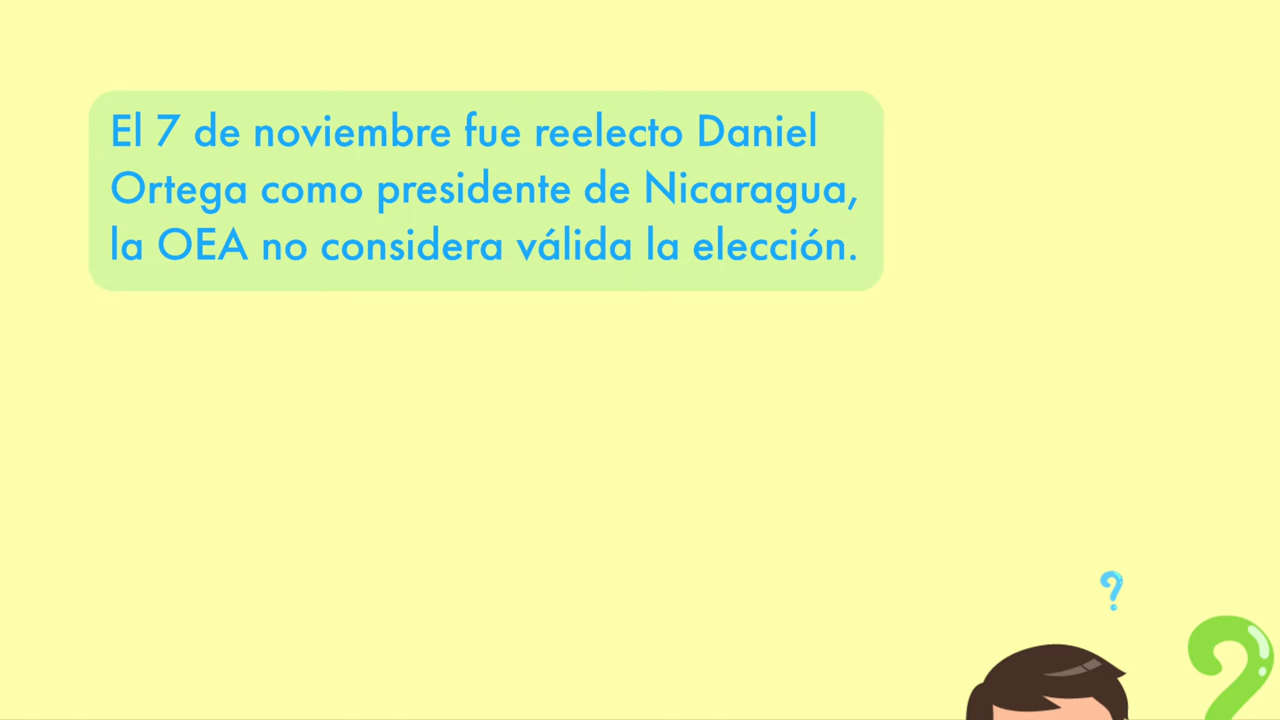 El 7 de noviembre fue reelecto Daniel
Ortega como presidente de Nicaragua,
la OEA no considera válida la elección.